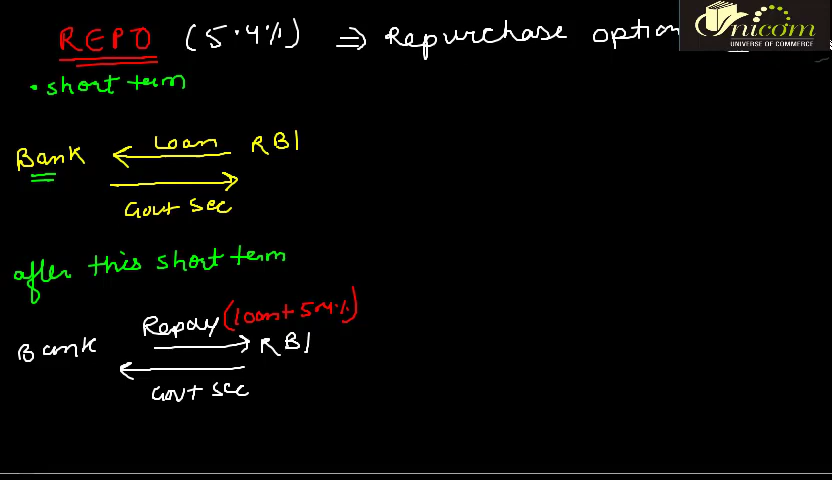 REPO (5.4%) ⇒ Repurchase option
Unicom
UNIVERSE OF COMMERCE
• short term
Bank ← Loan RBI
→ Govt Sec
after this short term
Repay (loan + 5.4%)
Bank → RBI
← Govt Sec